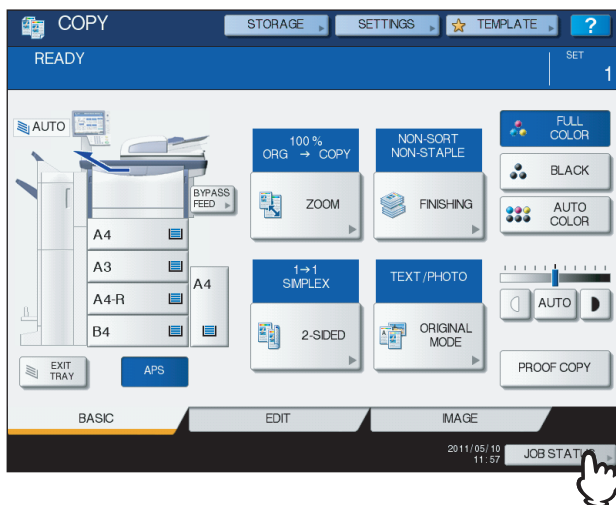 COPY
STORAGE
SETTINGS
TEMPLATE
?
READY
SET
1
AUTO
BYPASS
FEED
A4
A3
A4-R
B4
A4
EXIT
TRAY
APS
100 %
ORG → COPY
ZOOM
NON-SORT
NON-STAPLE
FINISHING
1→1
SIMPLEX
2-SIDED
TEXT/PHOTO
ORIGINAL
MODE
FULL
COLOR
BLACK
AUTO
COLOR
AUTO
PROOF COPY
BASIC
EDIT
IMAGE
2011/05/10
11:57
JOB STATUS